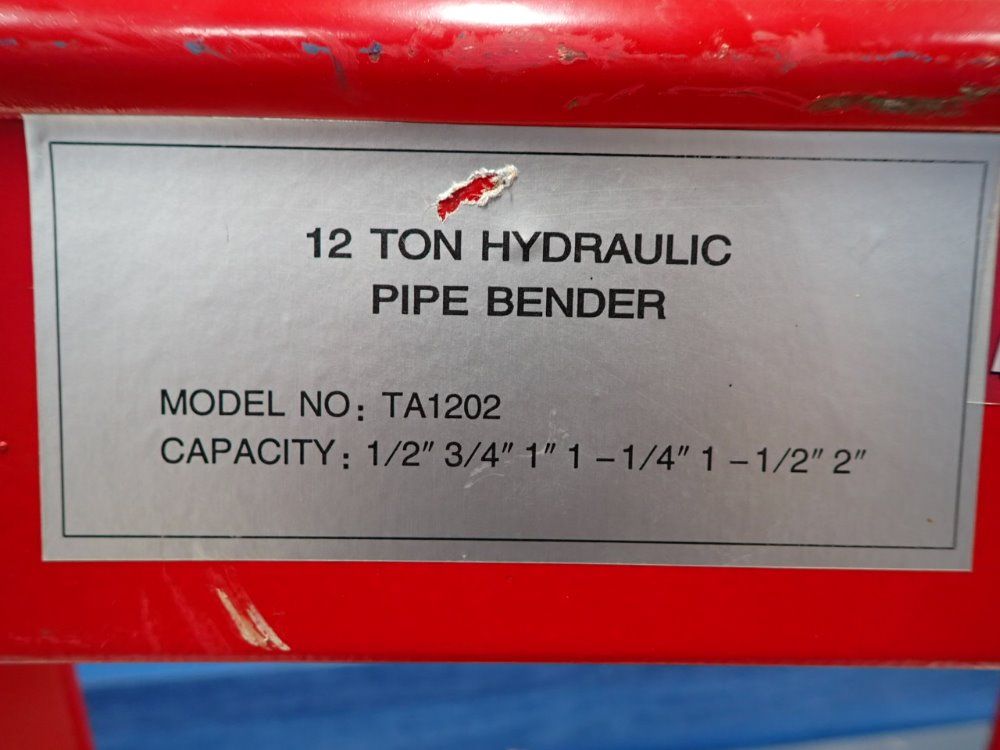 12 TON HYDRAULIC
PIPE BENDER
MODEL NO: TA1202
CAPACITY: 1/2" 3/4" 1" 1-1/4" 1-1/2" 2"